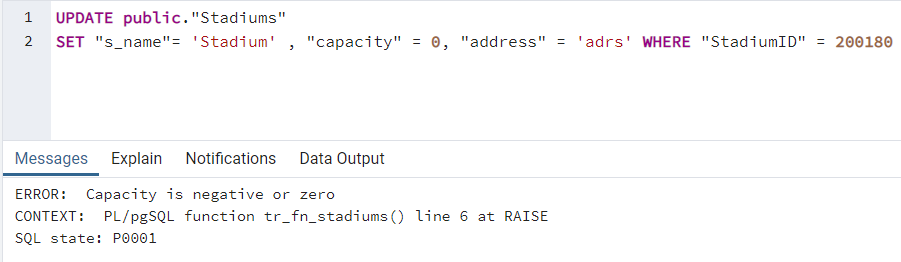 1 UPDATE public."Stadiums"
2 SET "s_name"= 'Stadium' , "capacity" = 0, "address" = 'adrs' WHERE "StadiumID" = 200180
Messages Explain Notifications Data Output
ERROR:  Capacity is negative or zero
CONTEXT:  PL/pgSQL function tr_fn_stadiums() line 6 at RAISE
SQL state: P0001